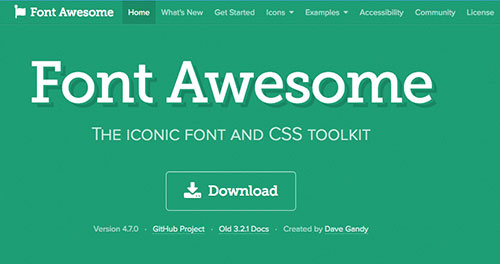 Font Awesome Home What's New Get Started Icons Examples Accessibility Community License
Font Awesome
THE ICONIC FONT AND CSS TOOLKIT
Download
Version 4.7.0 · GitHub Project · Old 3.2.1 Docs · Created by Dave Gandy